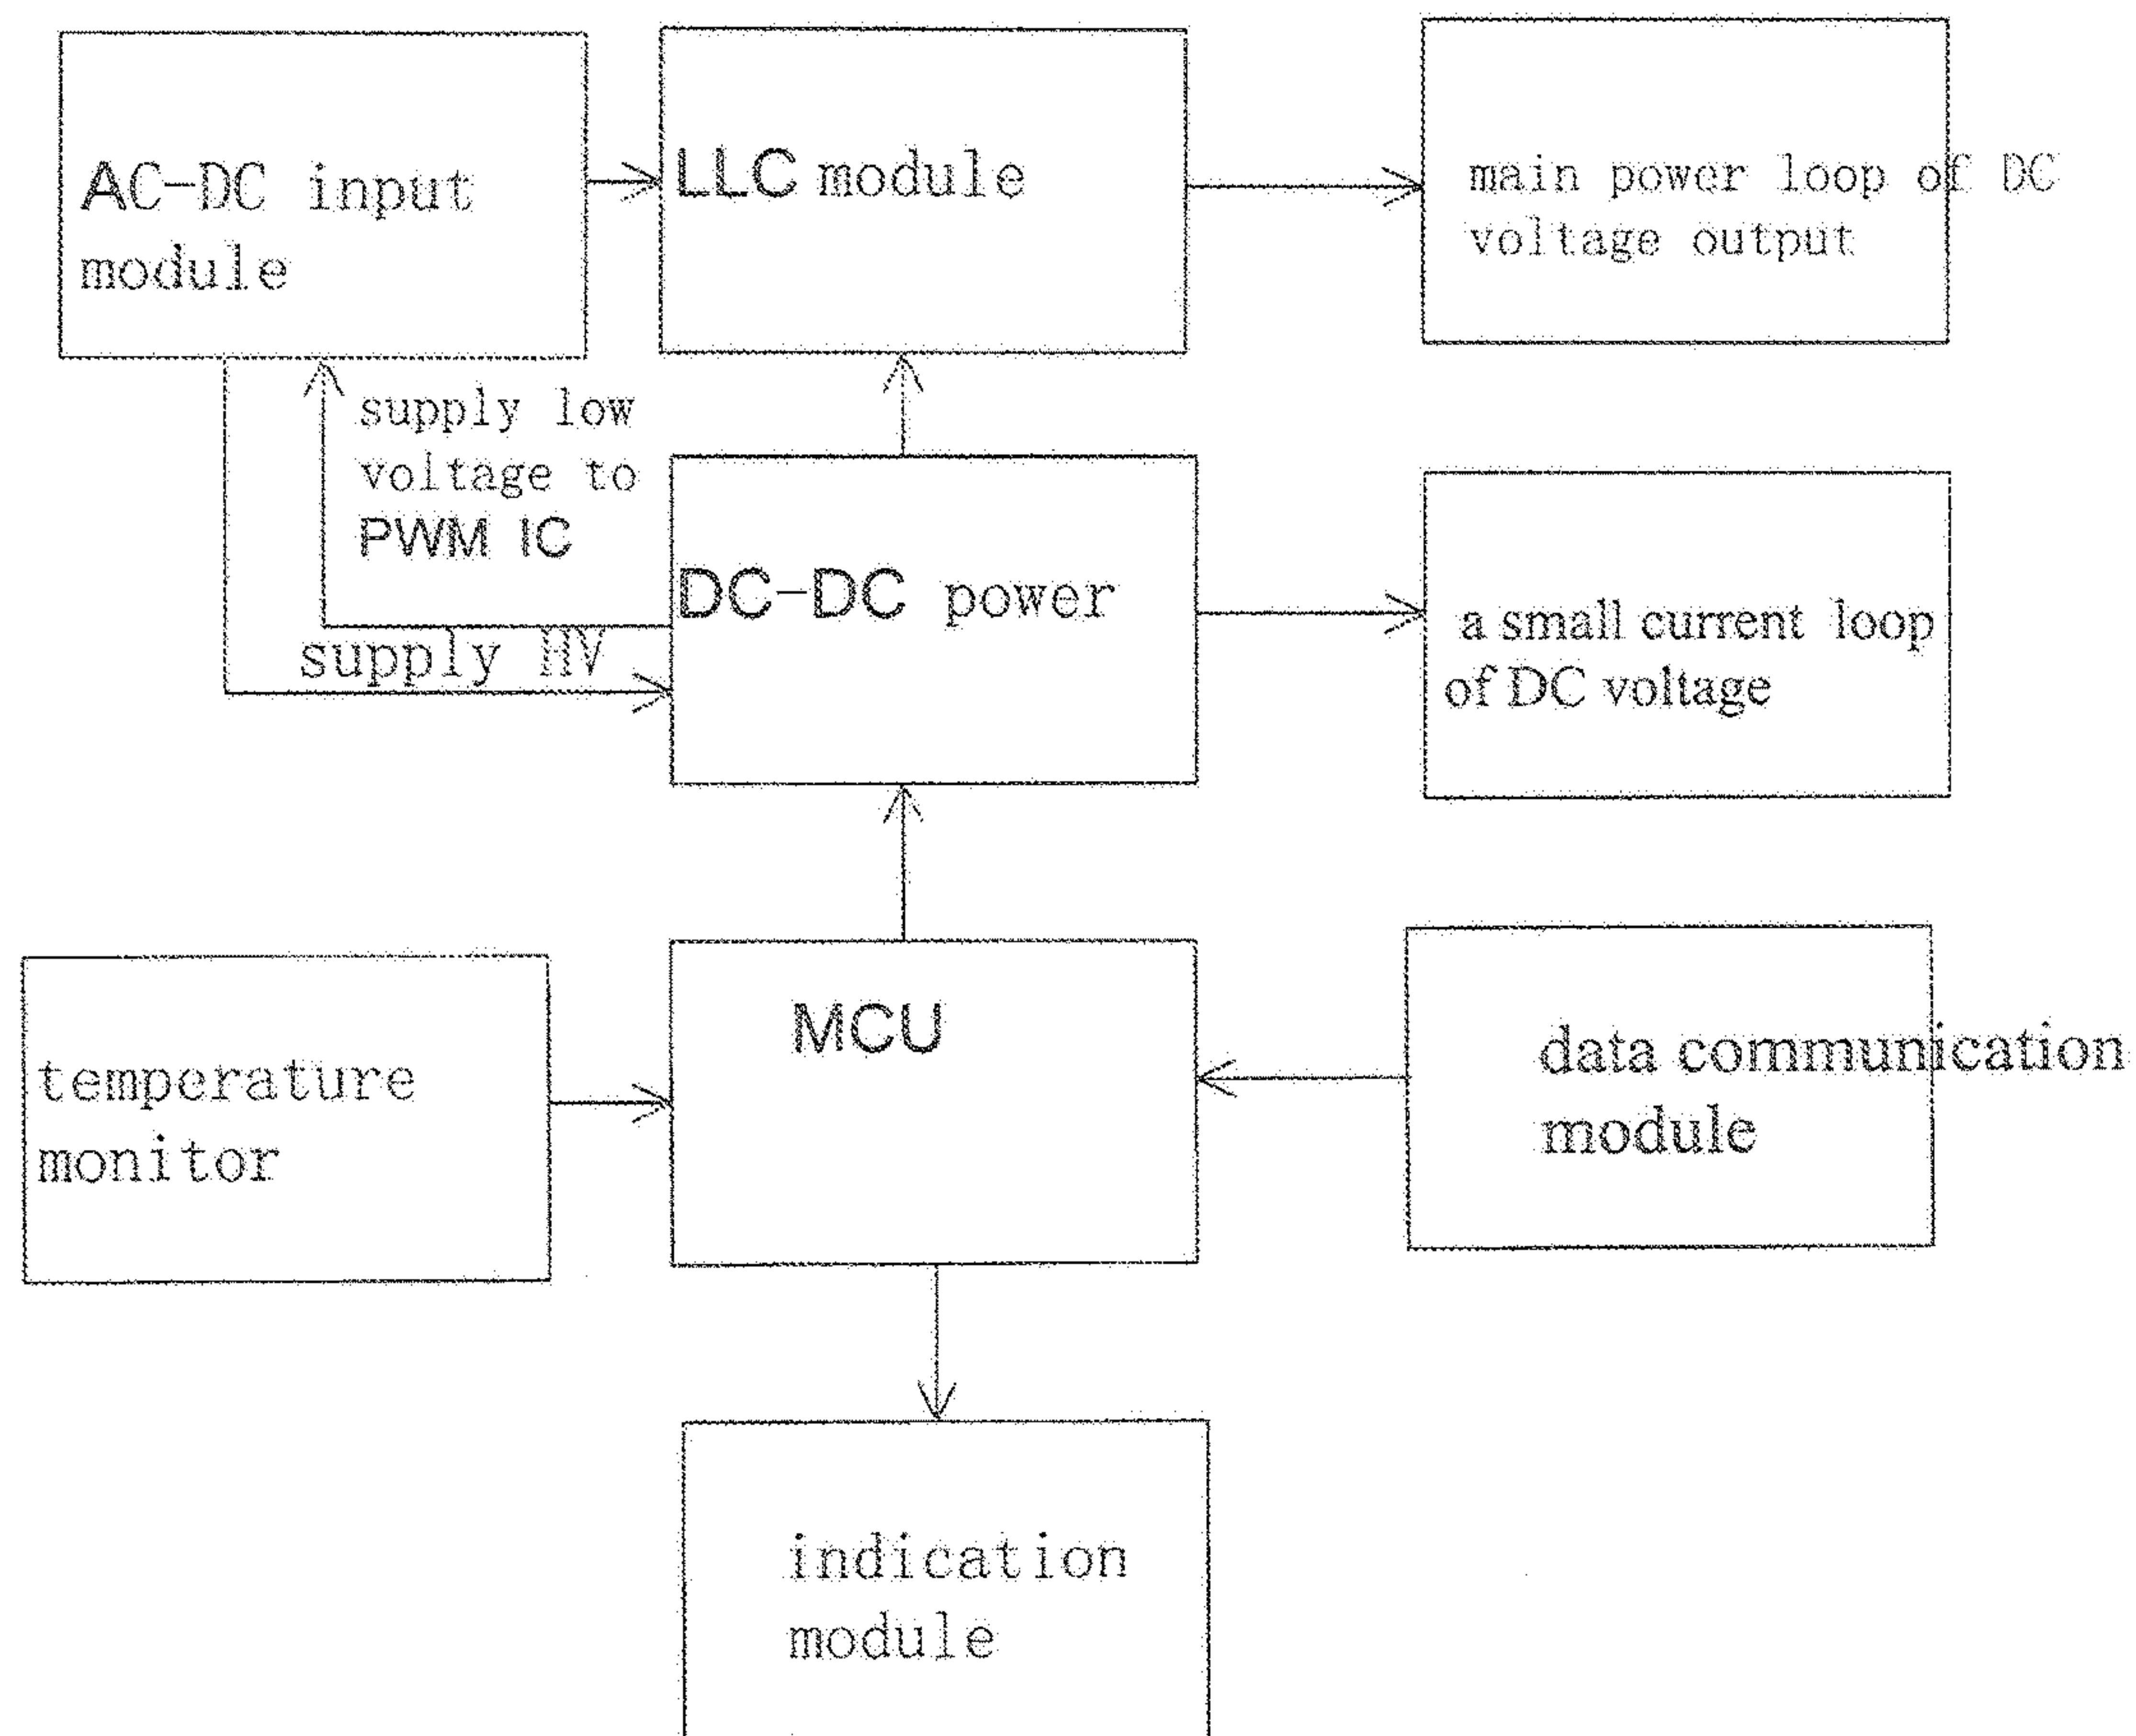 AC-DC input
module
LLC module
main power loop of DC
voltage output
supply low
voltage to
PWM IC
supply HV
DC-DC power
a small current loop
of DC voltage
temperature
monitor
MCU
data communication
module
indication
module